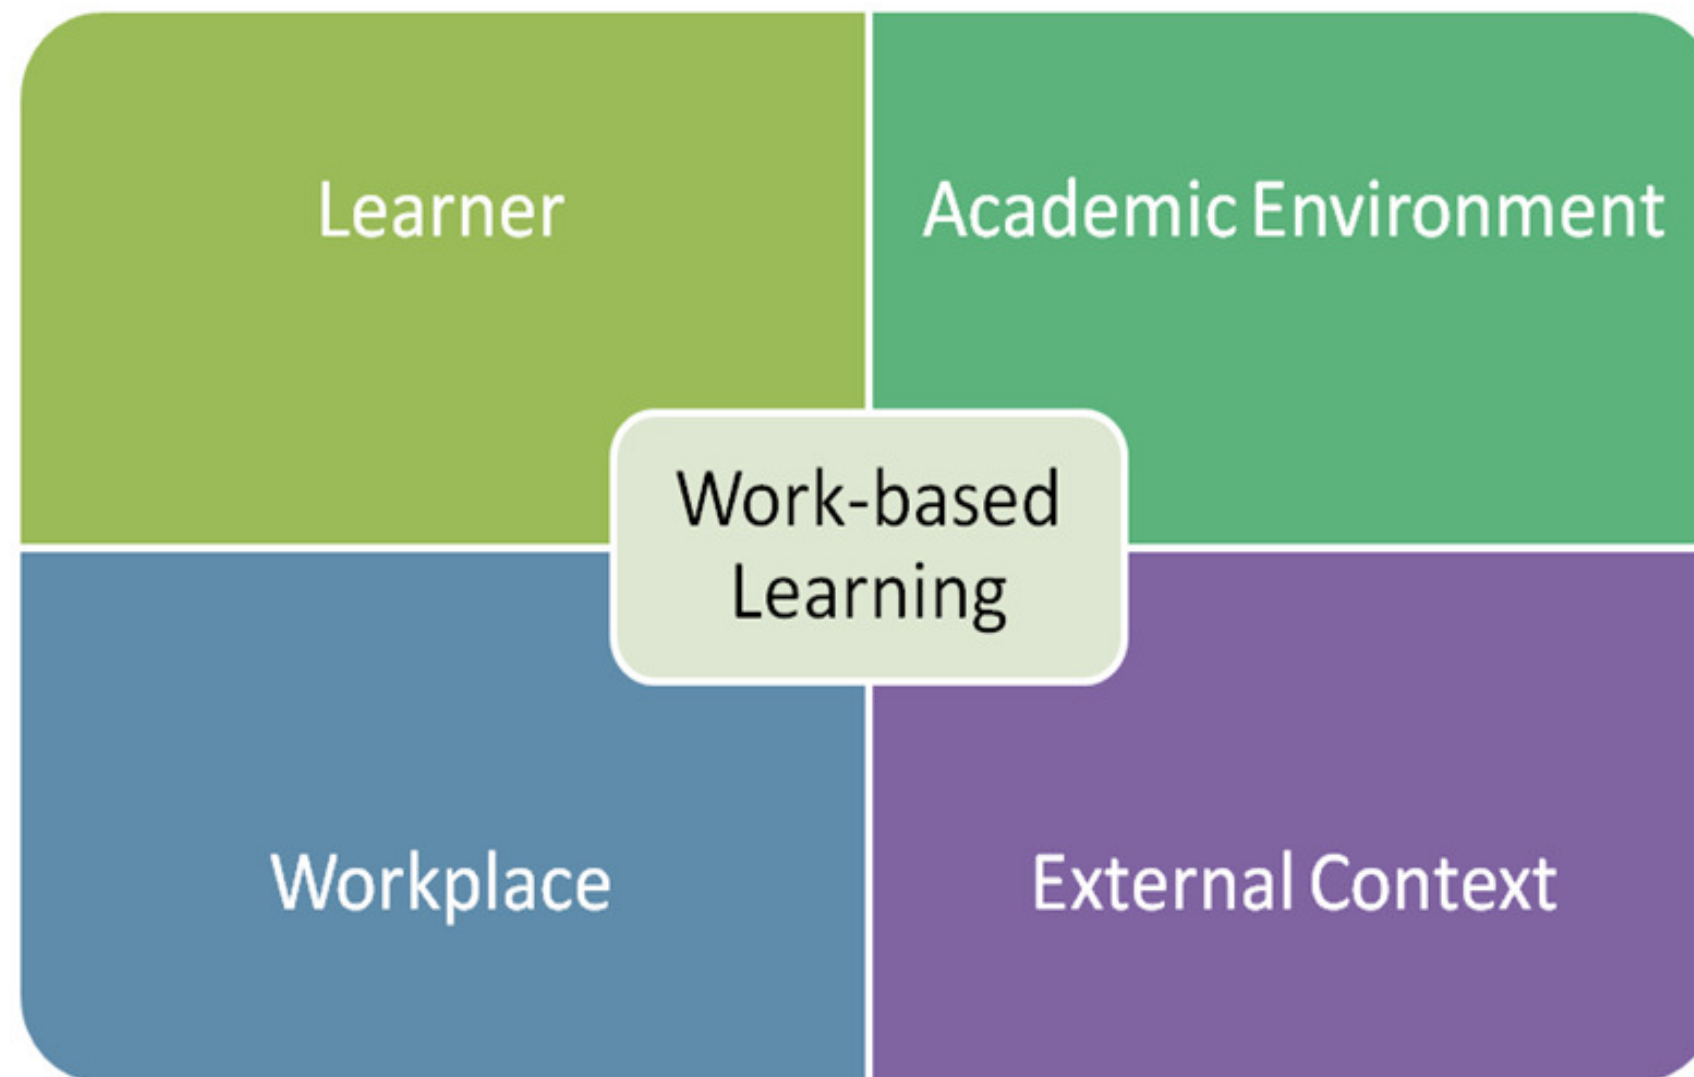 Learner
Academic Environment
Work-based
Learning
Workplace
External Context